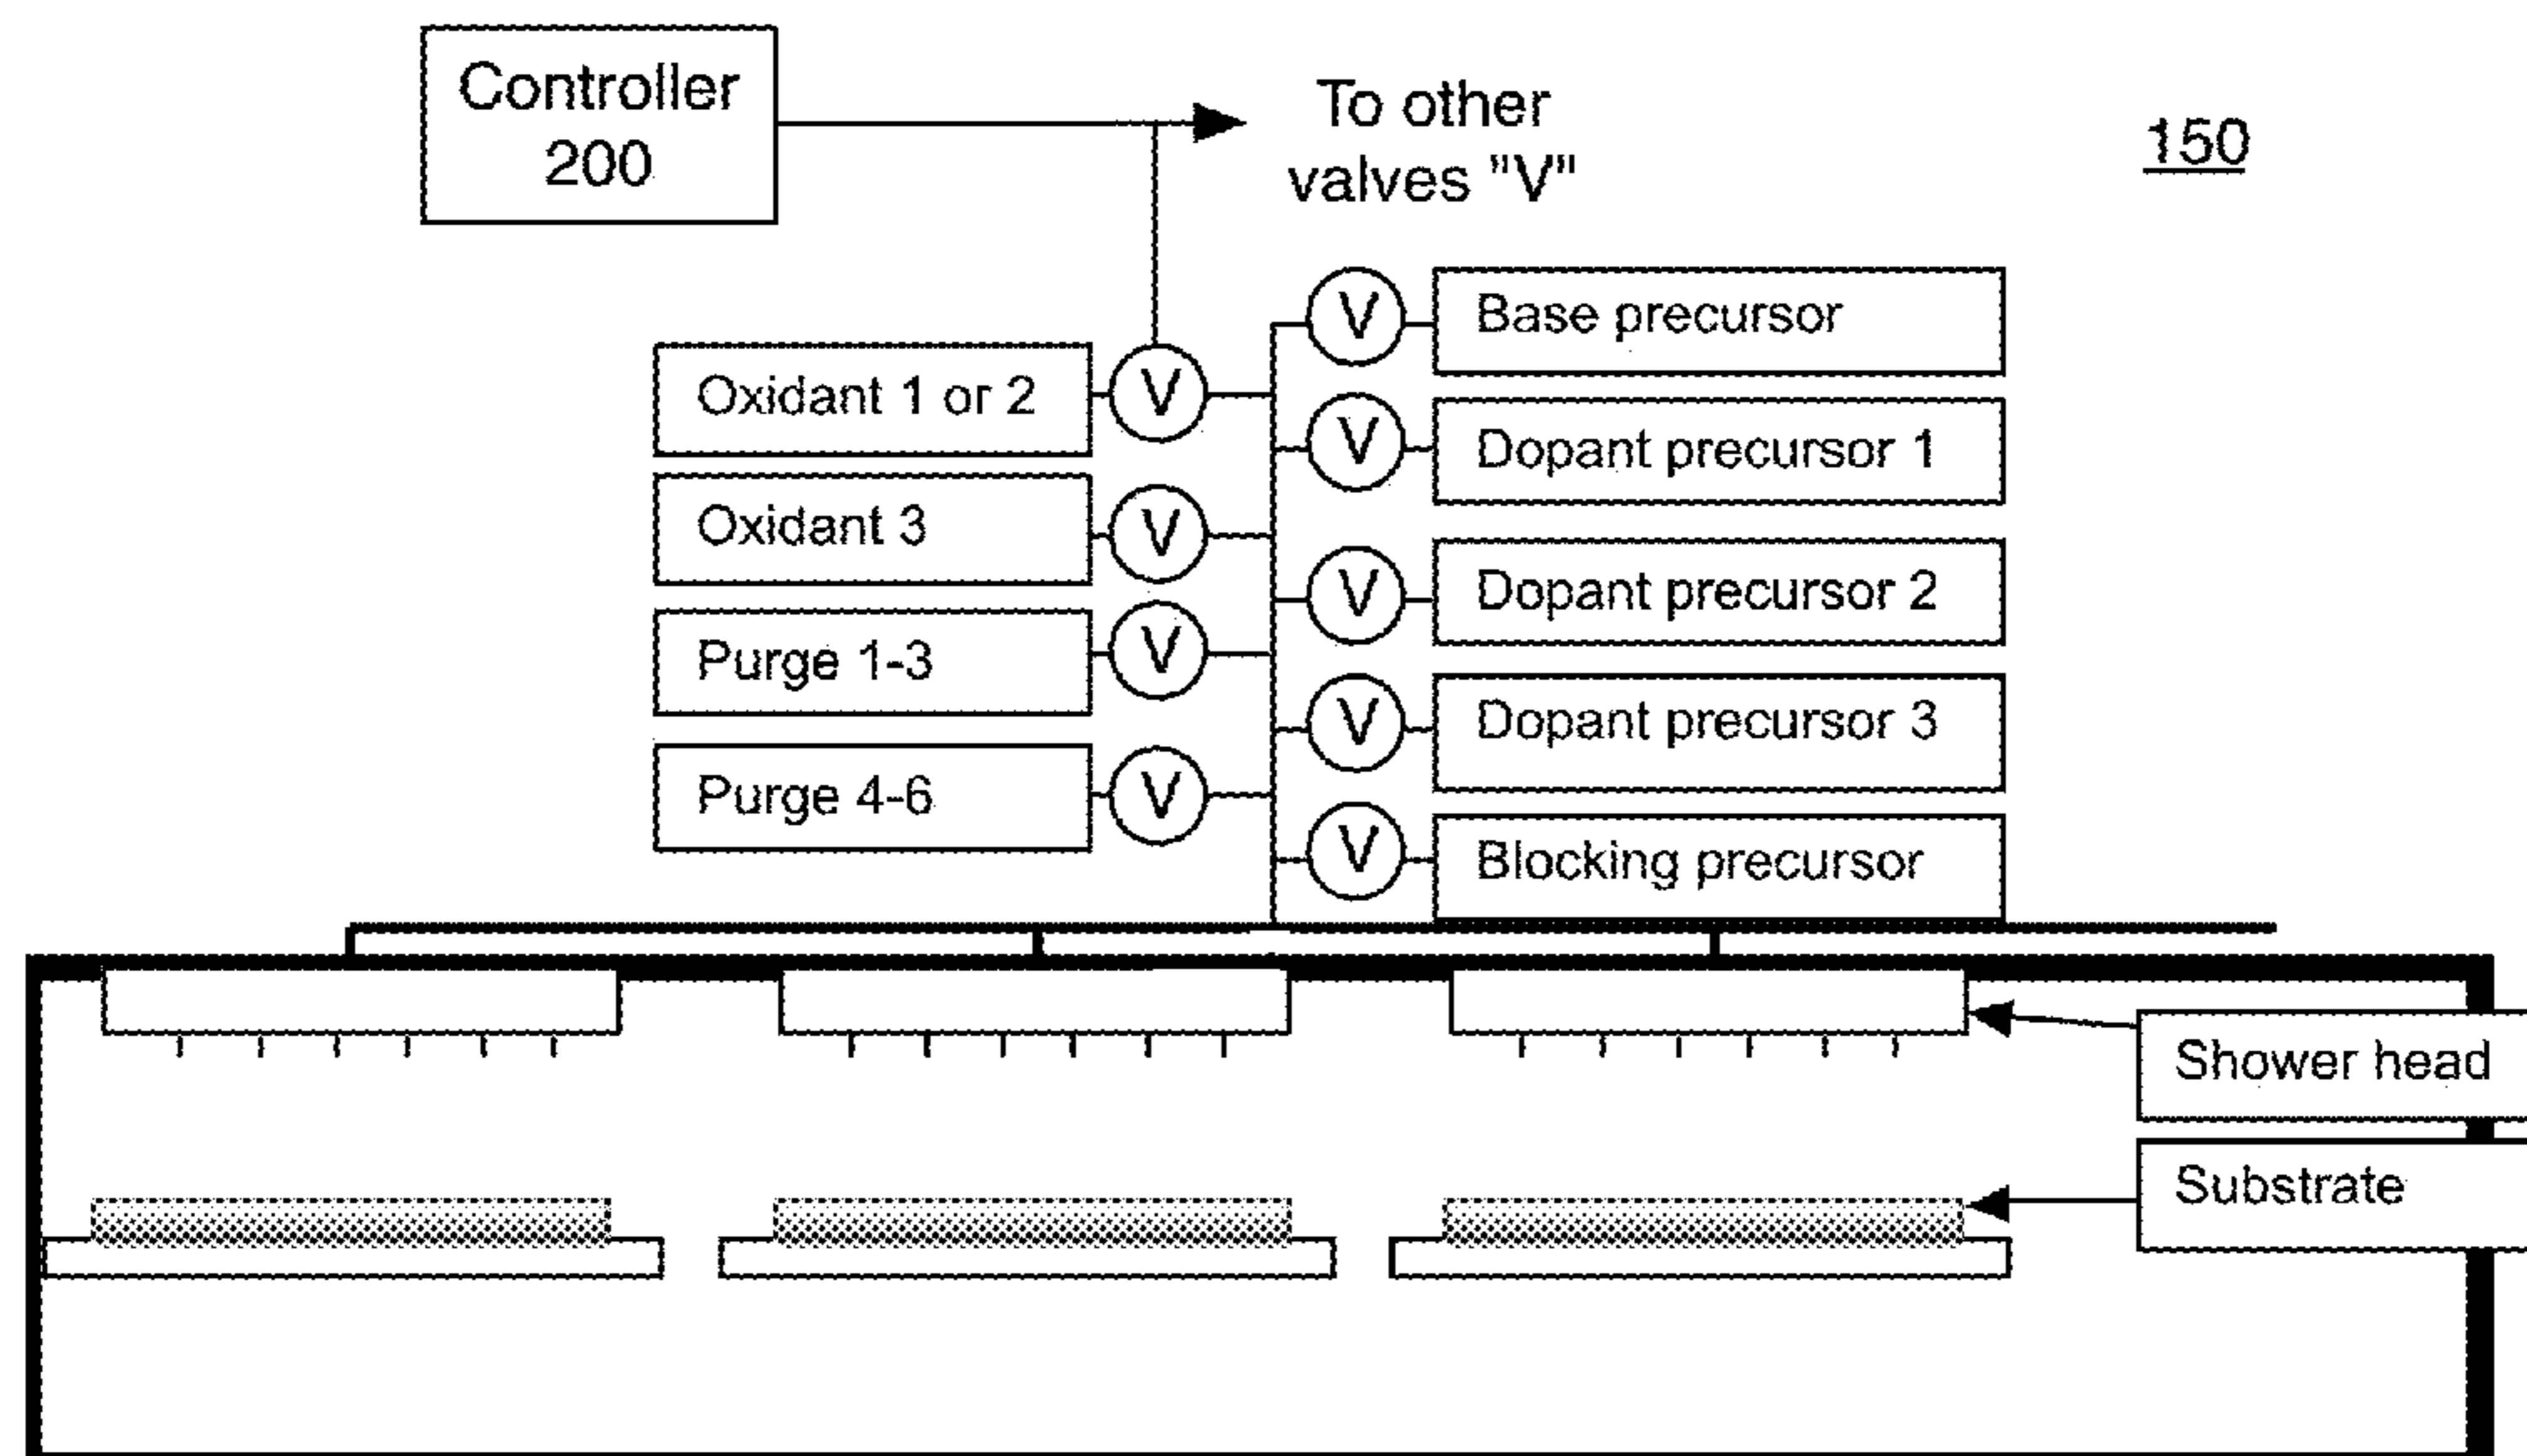 Controller
200
To other
valves "V"
150
V
Base precursor
Oxidant 1 or 2
V
V
Dopant precursor 1
Oxidant 3
V
V
Dopant precursor 2
Purge 1-3
V
V
Dopant precursor 3
Purge 4-6
V
V
Blocking precursor
Shower head
Substrate